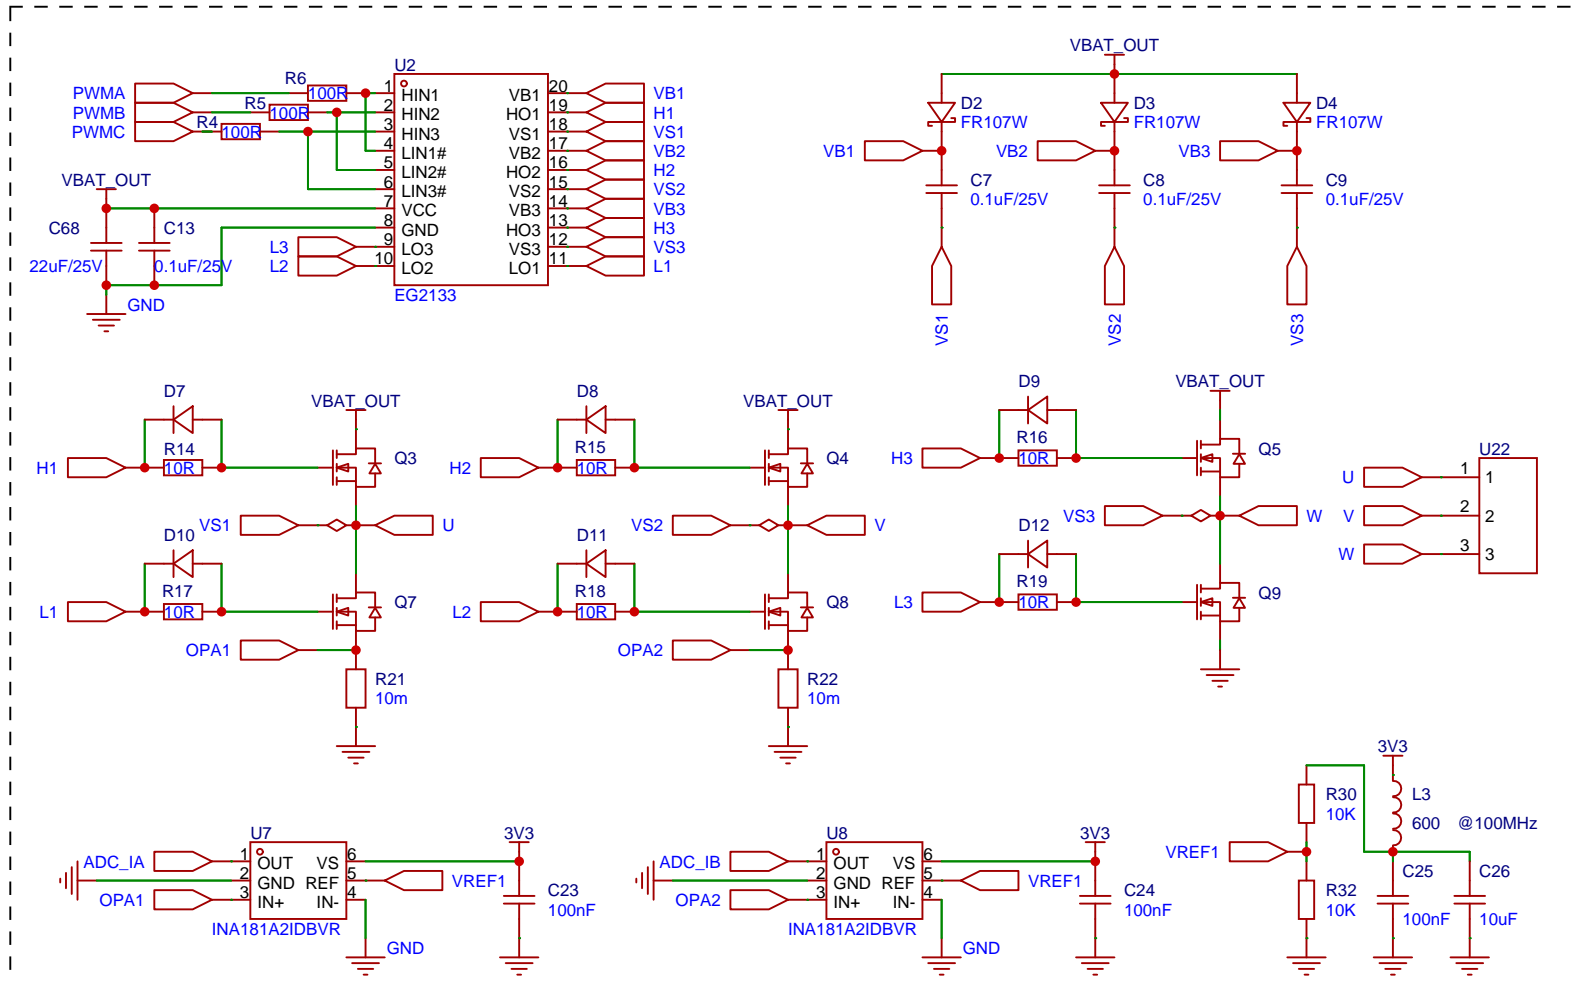 VBAT_OUT
U2
PWMA
R6
100R
1
HIN1
VB1
20
VB1
PWMB
R5
100R
2
HIN2
HO1
19
H1
PWMC
R4
100R
3
HIN3
VS1
18
VS1
4
LIN1#
VB2
17
VB2
5
LIN2#
HO2
16
H2
6
LIN3#
VS2
15
VS2
VBAT_OUT
7
VCC
VB3
14
VB3
8
GND
HO3
13
H3
L3
9
LO3
VS3
12
VS3
L2
10
LO2
LO1
11
L1
EG2133
C68
22uF/25V
C13
0.1uF/25V
GND
D2
FR107W
D3
FR107W
D4
FR107W
VB1
VB2
VB3
C7
0.1uF/25V
C8
0.1uF/25V
C9
0.1uF/25V
VS1
VS2
VS3
D7
R14
10R
H1
VBAT_OUT
Q3
VS1
U
D10
R17
10R
L1
Q7
OPA1
R21
10m
D8
R15
10R
H2
VBAT_OUT
Q4
VS2
V
D11
R18
10R
L2
Q8
OPA2
R22
10m
D9
R16
10R
H3
VBAT_OUT
Q5
VS3
W
D12
R19
10R
L3
Q9
U22
U
1
1
V
2
2
W
3
3
U7
ADC_IA
1
OUT
VS
6
2
GND
REF
5
VREF1
OPA1
3
IN+
IN-
4
INA181A2IDBVR
3V3
C23
100nF
GND
U8
ADC_IB
1
OUT
VS
6
2
GND
REF
5
VREF1
OPA2
3
IN+
IN-
4
INA181A2IDBVR
3V3
C24
100nF
GND
3V3
R30
10K
L3
600 @100MHz
VREF1
R32
10K
C25
100nF
C26
10uF